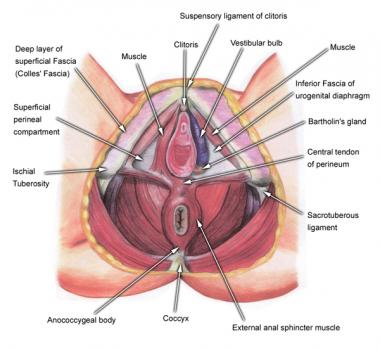 Suspensory ligament of clitoris
Deep layer of
superficial Fascia
(Colles' Fascia)
Muscle
Clitoris
Vestibular bulb
Muscle
Inferior Fascia of
urogenital diaphragm
Superficial
perineal
compartment
Bartholin's gland
Central tendon
of perineum
Ischial
Tuberosity
Sacrotuberous
ligament
Anococcygeal body
Coccyx
External anal sphincter muscle